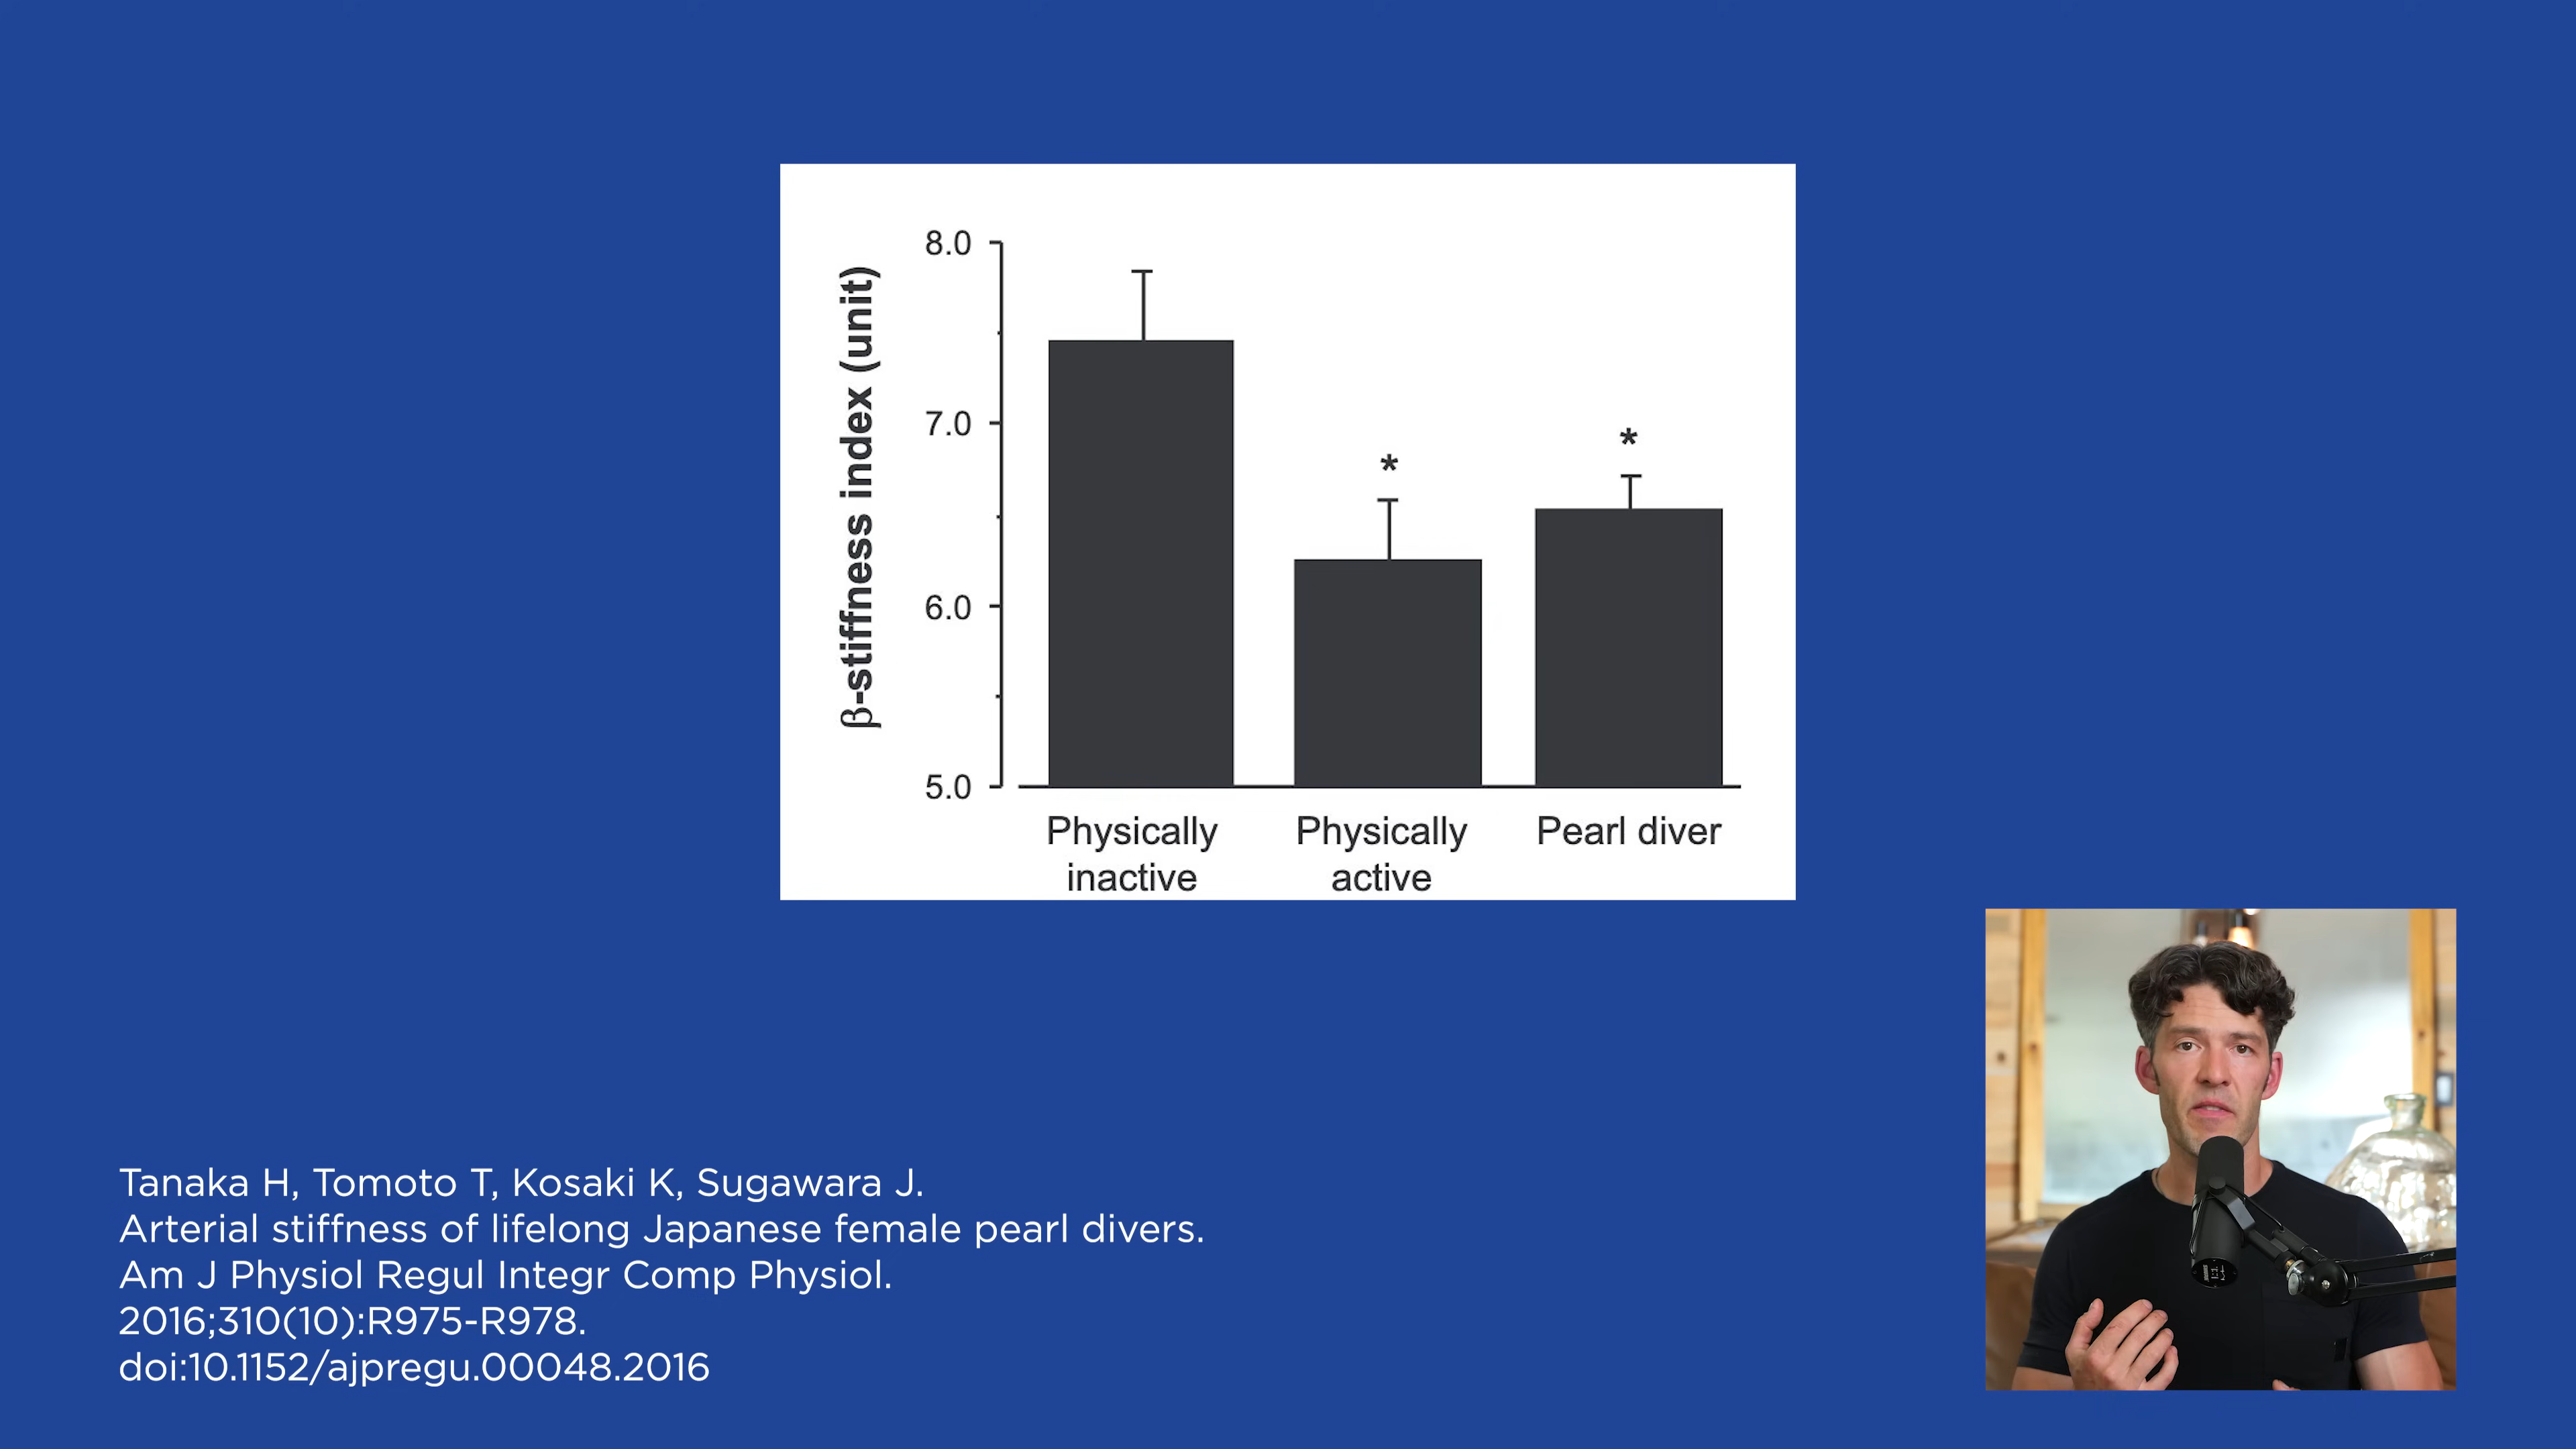 8.0
7.0
6.0
5.0
β-stiffness index (unit)
*
*
Physically
inactive
Physically
active
Pearl diver
Tanaka H, Tomoto T, Kosaki K, Sugawara J.
Arterial stiffness of lifelong Japanese female pearl divers.
Am J Physiol Regul Integr Comp Physiol.
2016;310(10):R975-R978.
doi:10.1152/ajpregu.00048.2016